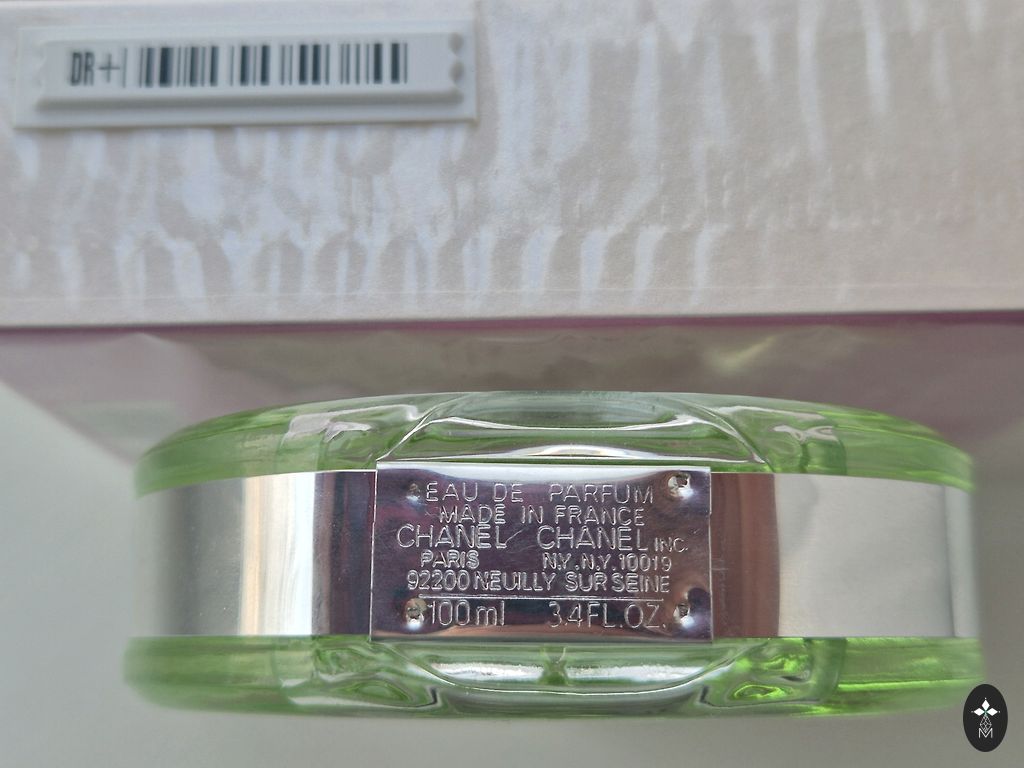 DR+
EAU DE PARFUM
MADE IN FRANCE
CHANEL CHANEL INC.
PARIS N.Y.,N.Y. 10019
92200 NEUILLY SUR SEINE
100 ml 3.4FL.OZ.
M